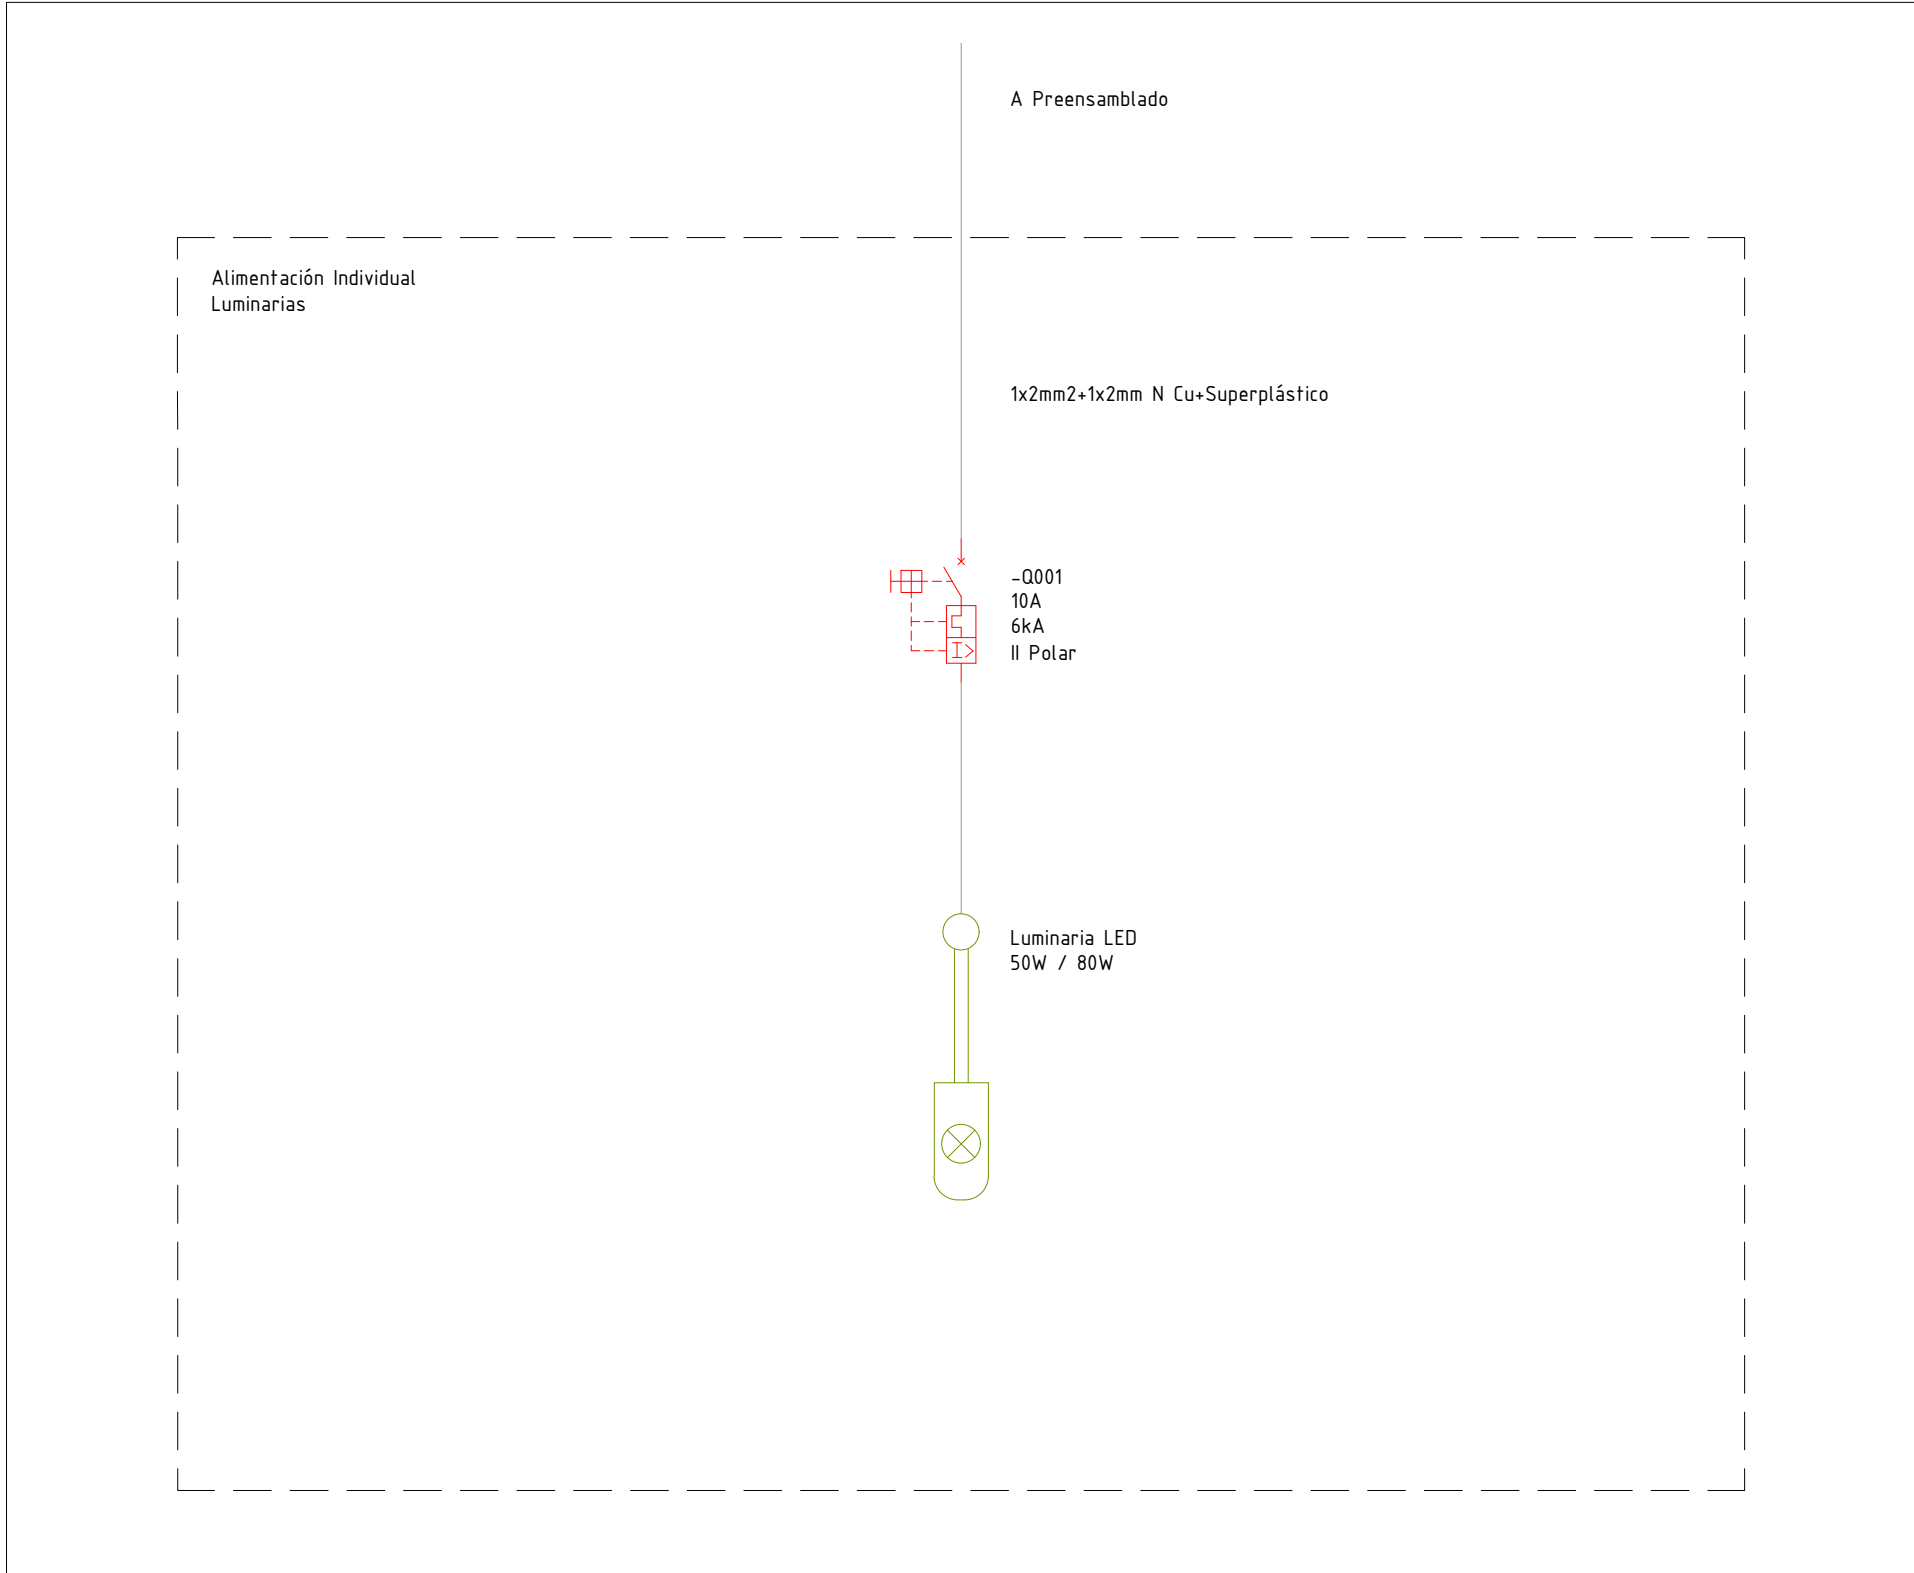 A Preensamblado
Alimentación Individual
Luminarias
1x2mm2+1x2mm N Cu+Superplástico
-Q001
10A
6kA
II Polar
I>
Luminaria LED
50W / 80W